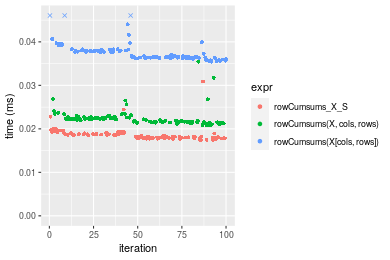 0.04
0.03
0.02
0.01
0.00
time (ms)
0
25
50
75
100
iteration
expr
rowCumsums_X_S
rowCumsums(X, cols, rows)
rowCumsums(X[cols, rows])